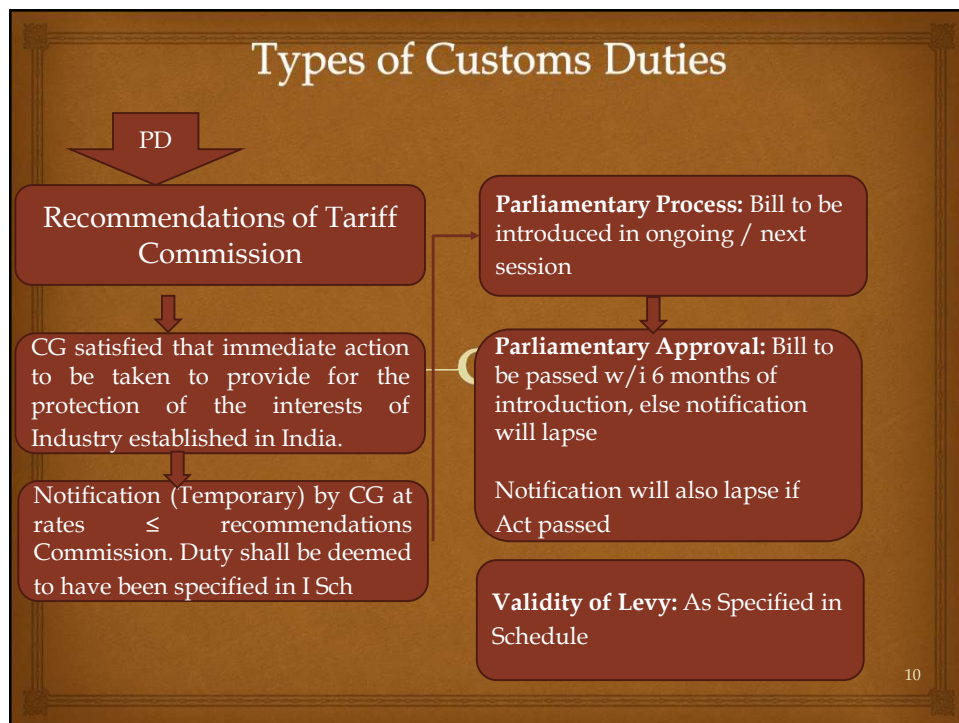 Types of Customs Duties
PD
Recommendations of Tariff
Commission
CG satisfied that immediate action
to be taken to provide for the
protection of the interests of
Industry established in India.
Notification (Temporary) by CG at
rates ≤ recommendations
Commission. Duty shall be deemed
to have been specified in I Sch
Parliamentary Process: Bill to be
introduced in ongoing / next
session
Parliamentary Approval: Bill to
be passed w/i 6 months of
introduction, else notification
will lapse
Notification will also lapse if
Act passed
Validity of Levy: As Specified in
Schedule
10